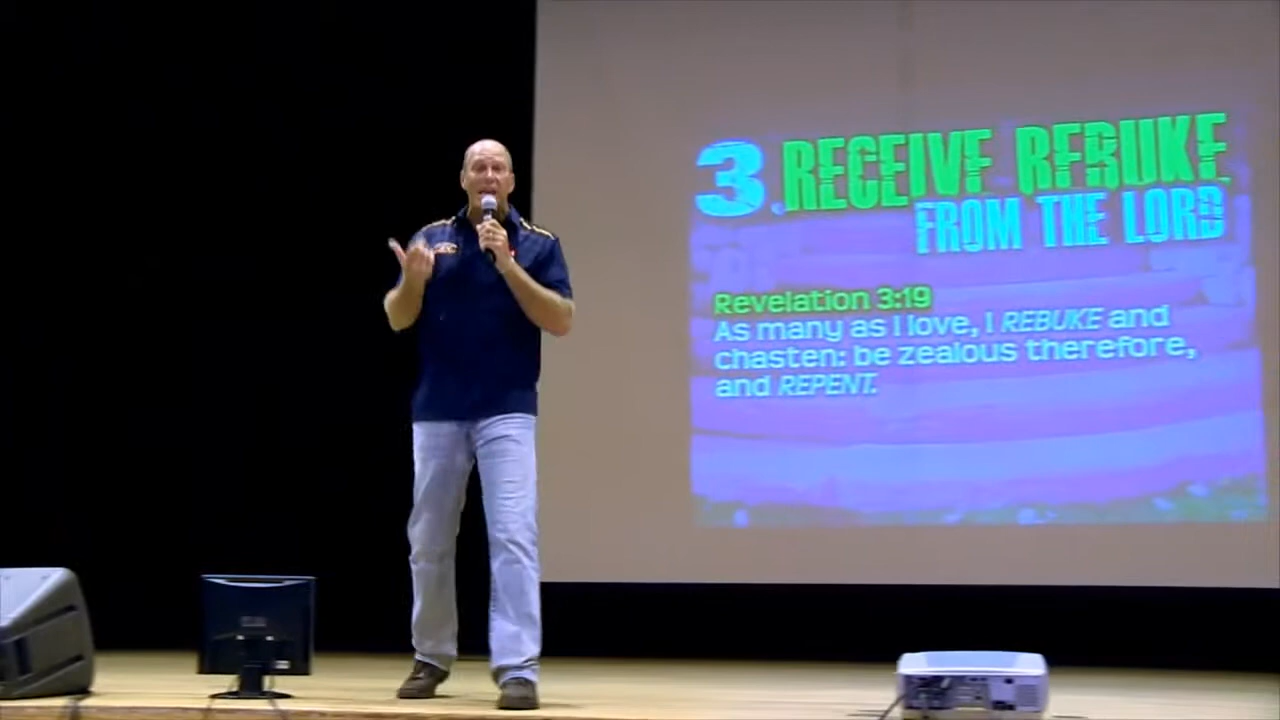 3. RECEIVE REBUKE
FROM THE LORD
Revelation 3:19
As many as I love, I REBUKE and
chasten: be zealous therefore,
and REPENT.